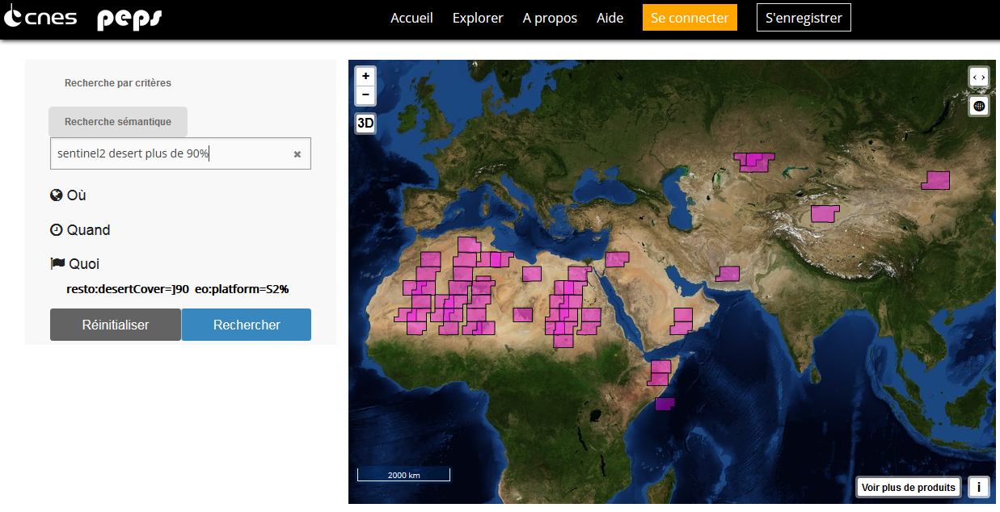 cnes peps Accueil Explorer A propos Aide Se connecter S'enregistrer
Recherche par critères
Recherche sémantique
sentinel2 desert plus de 90%
Où
Quand
Quoi
resto:desertCover=]90 eo:platform=S2%
Réinitialiser Rechercher
+
−
3D
2000 km
Voir plus de produits i